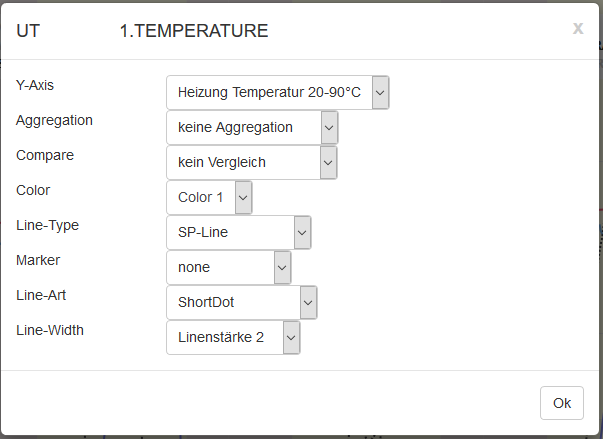 UT 1.TEMPERATURE x
Y-Axis Heizung Temperatur 20-90°C
Aggregation keine Aggregation
Compare kein Vergleich
Color Color 1
Line-Type SP-Line
Marker none
Line-Art ShortDot
Line-Width Linenstärke 2
Ok